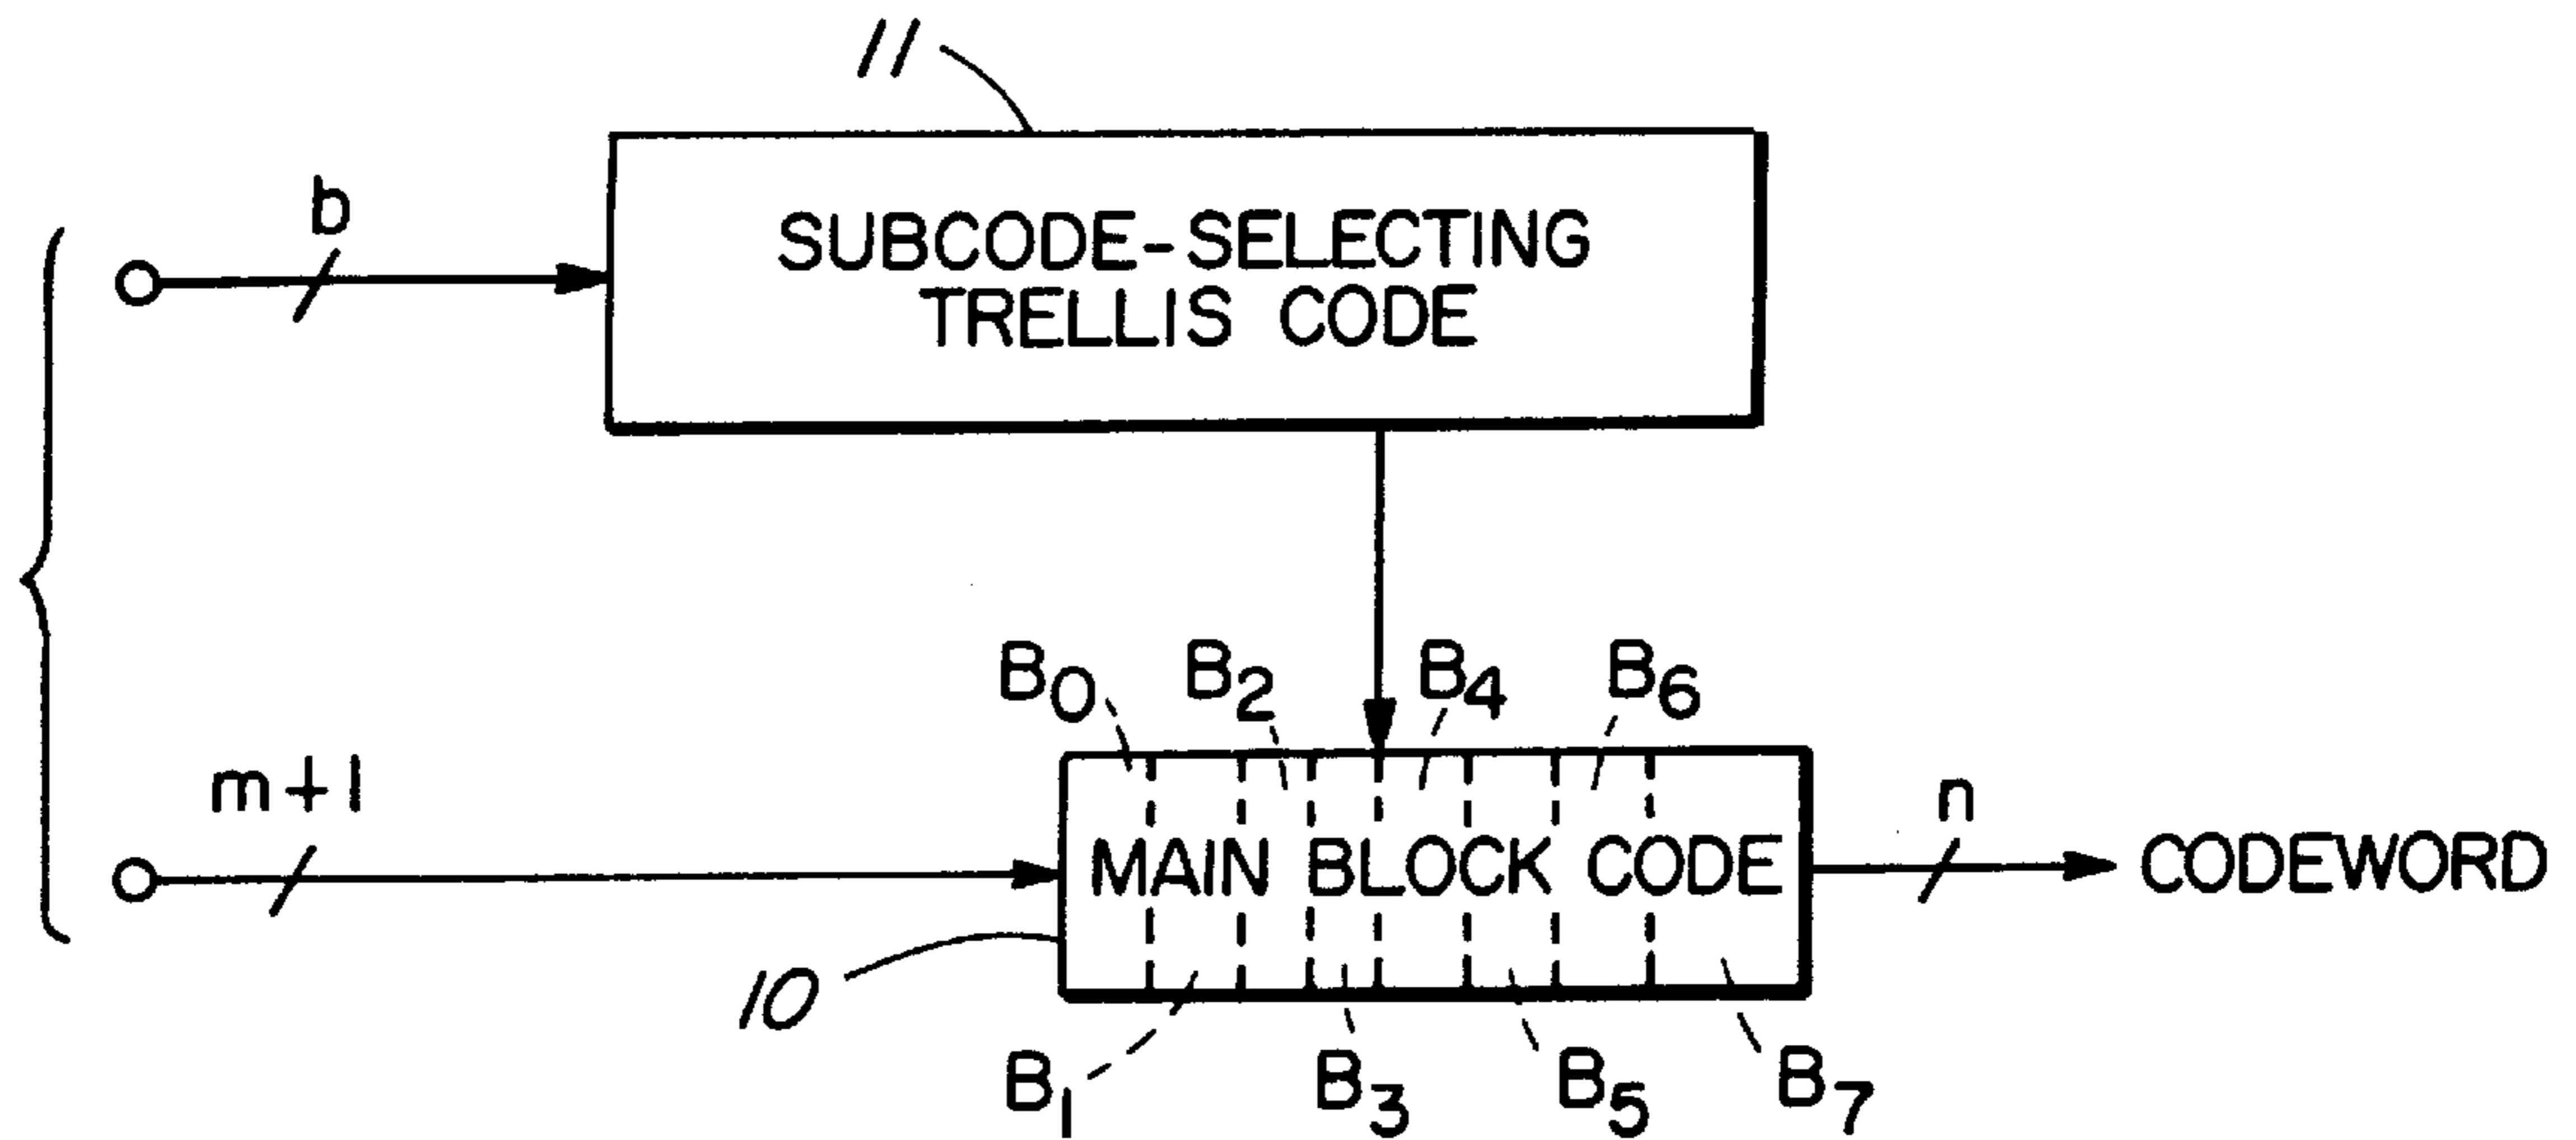 11
b
SUBCODE-SELECTING
TRELLIS CODE
B0 B2 B4 B6
m+1
n
MAIN BLOCK CODE
CODEWORD
10
B1 B3 B5 B7